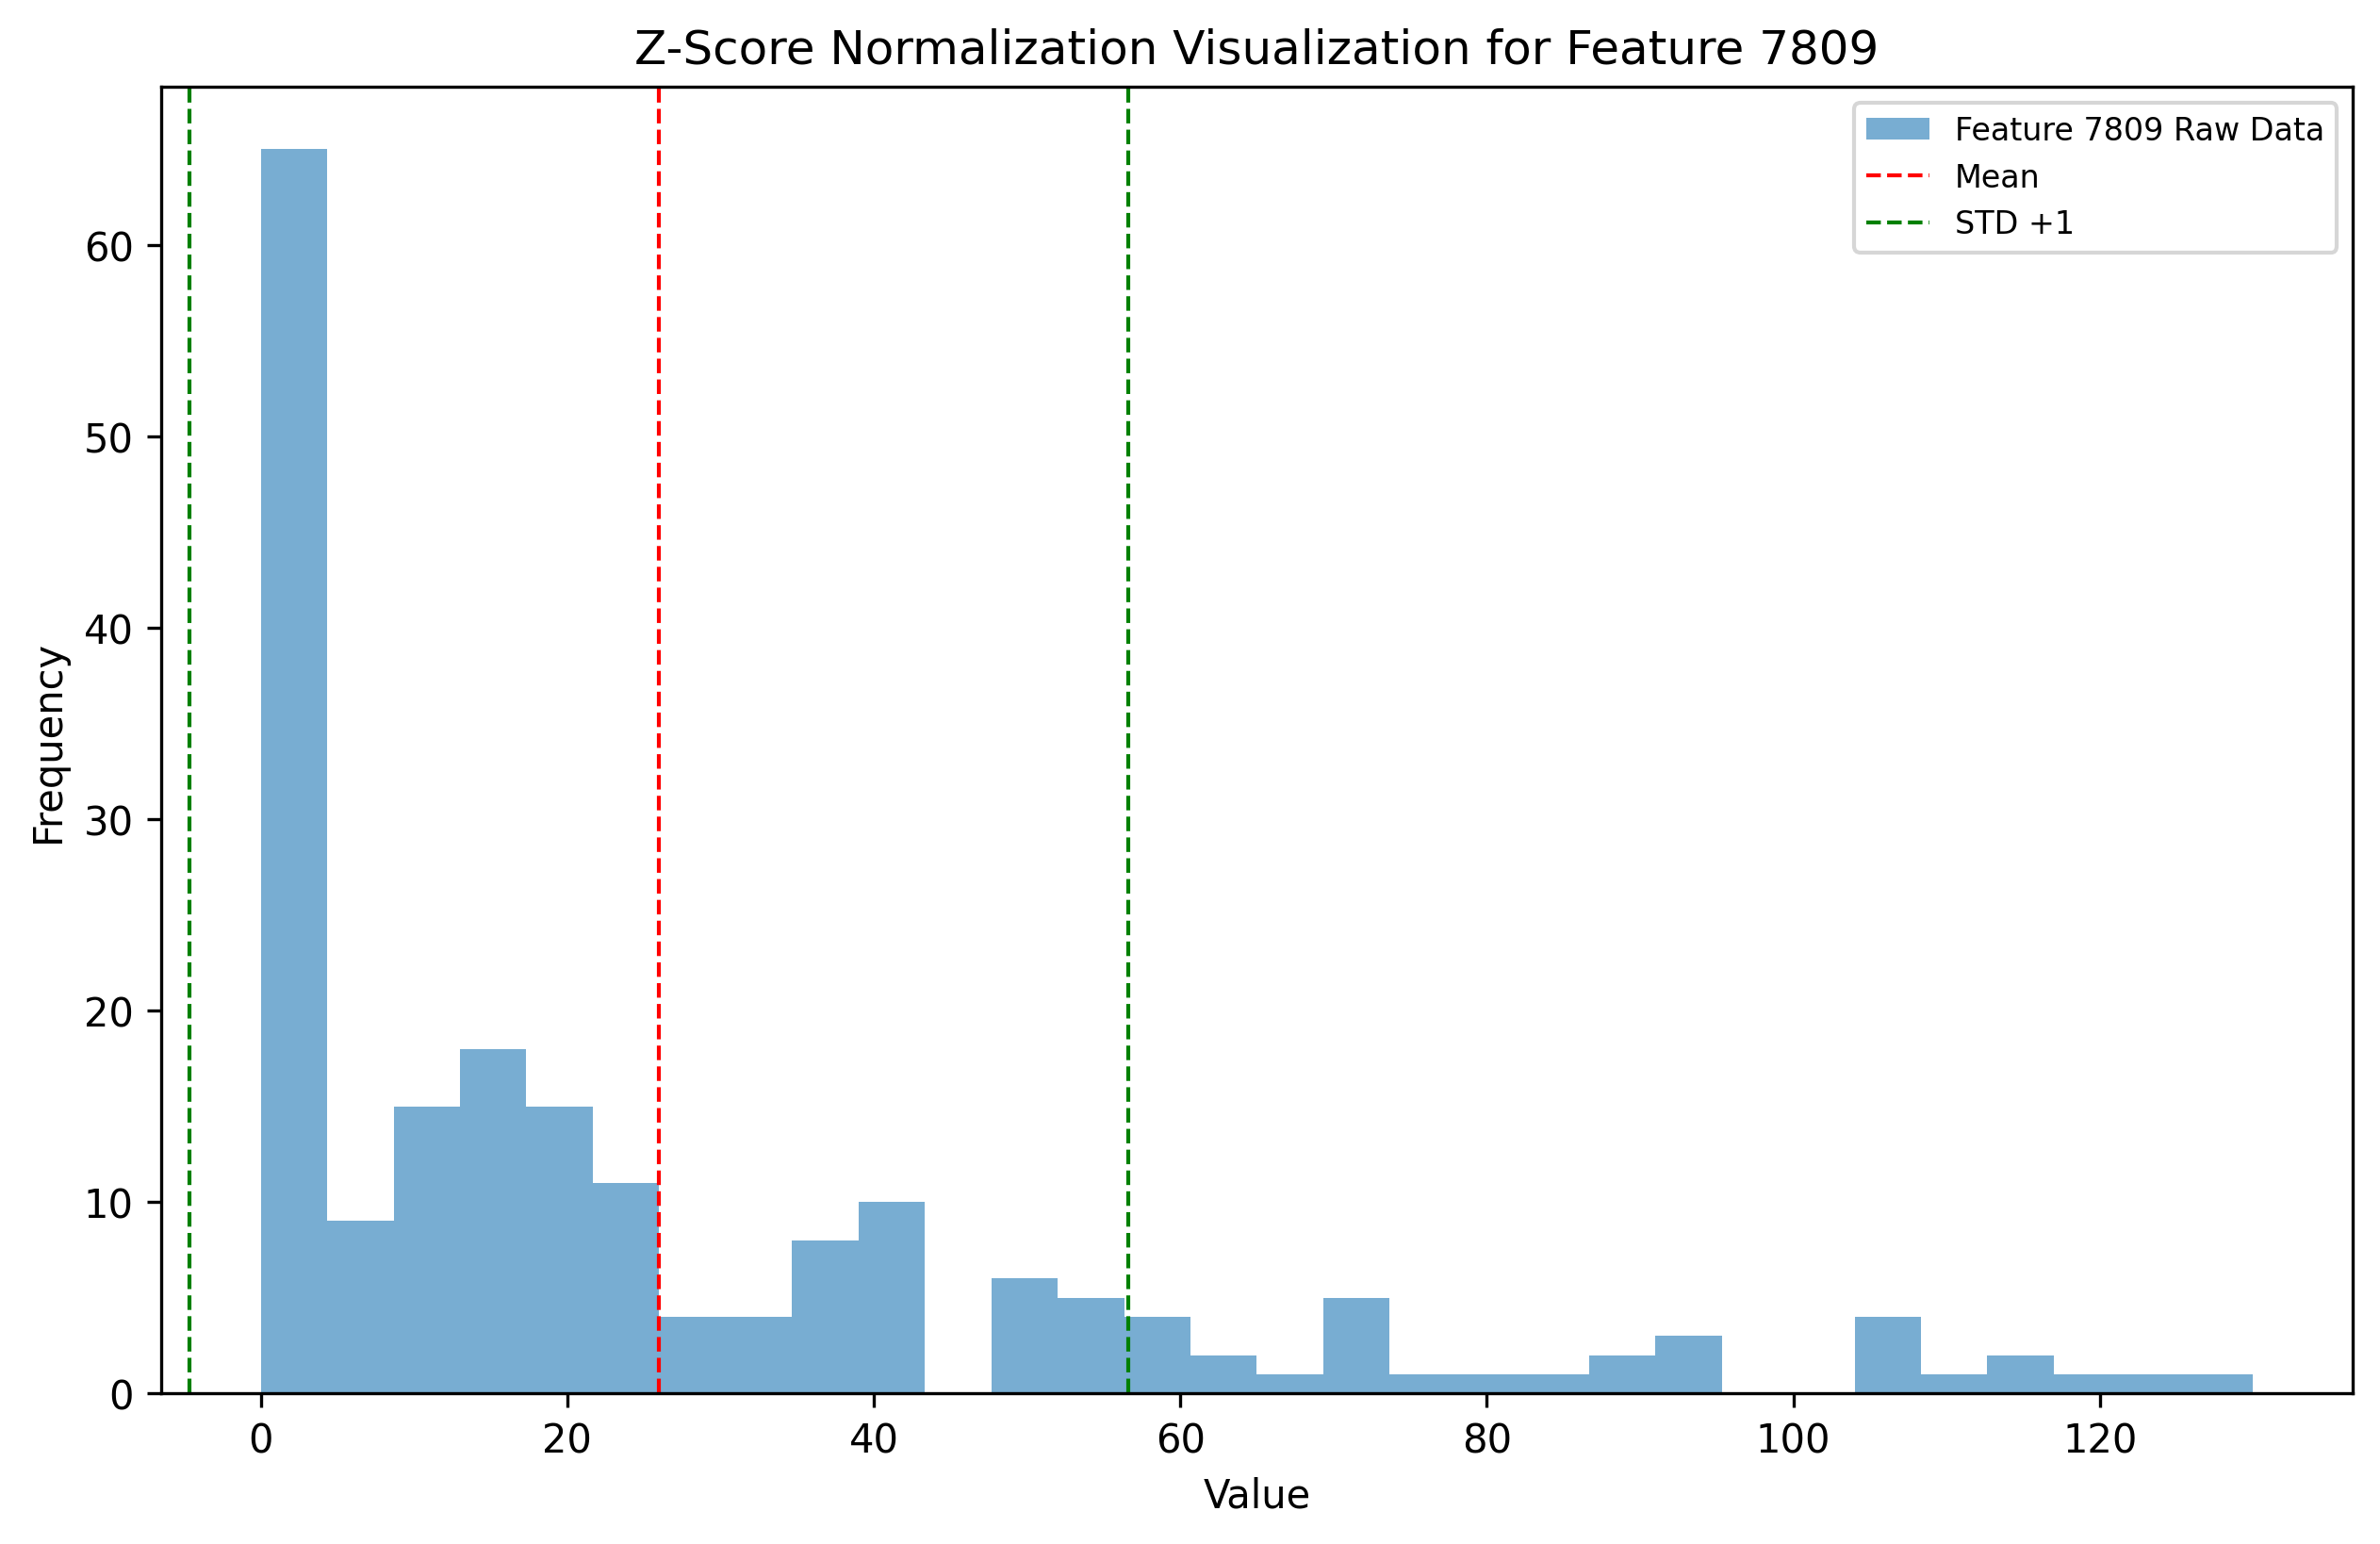 Z-Score Normalization Visualization for Feature 7809
Feature 7809 Raw Data
Mean
STD +1
Frequency
60
50
40
30
20
10
0
0 20 40 60 80 100 120
Value